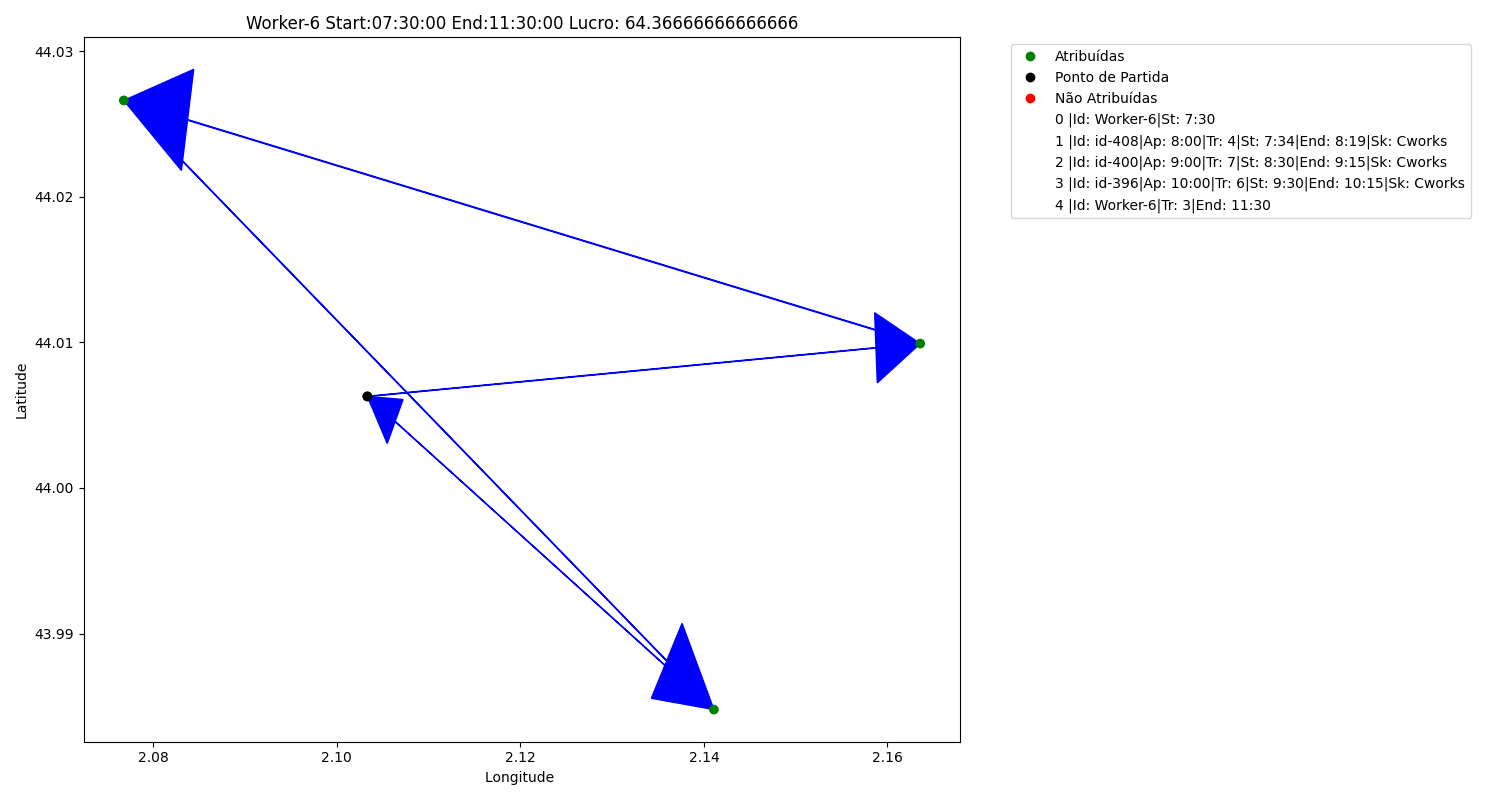 Worker-6 Start:07:30:00 End:11:30:00 Lucro: 64.36666666666666
44.03
44.02
44.01
44.00
43.99
Latitude
2.08
2.10
2.12
2.14
2.16
Longitude
Atribuídas
Ponto de Partida
Não Atribuídas
0 |Id: Worker-6|St: 7:30
1 |Id: id-408|Ap: 8:00|Tr: 4|St: 7:34|End: 8:19|Sk: Cworks
2 |Id: id-400|Ap: 9:00|Tr: 7|St: 8:30|End: 9:15|Sk: Cworks
3 |Id: id-396|Ap: 10:00|Tr: 6|St: 9:30|End: 10:15|Sk: Cworks
4 |Id: Worker-6|Tr: 3|End: 11:30